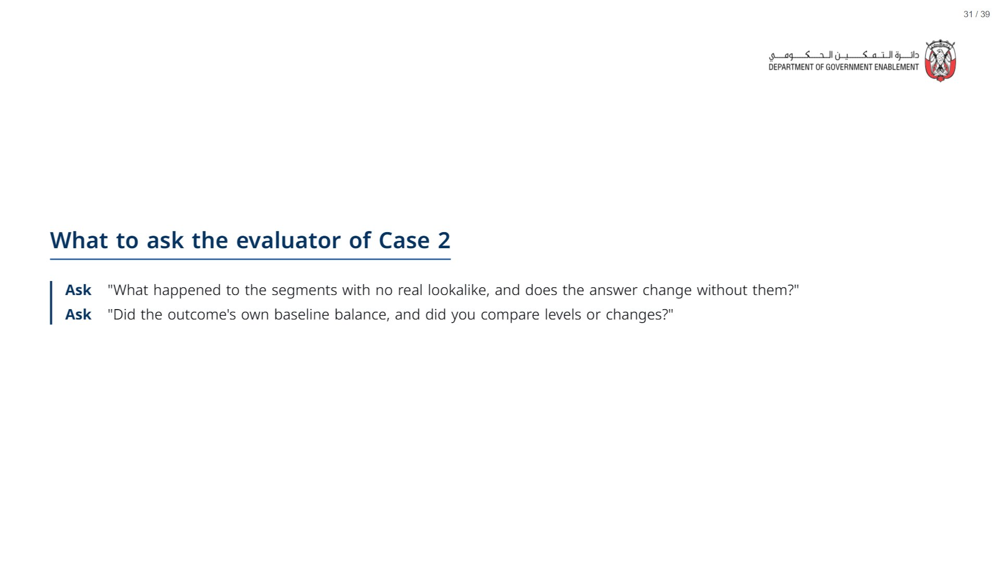 31 / 39
دائرة التمكين الحكومي
DEPARTMENT OF GOVERNMENT ENABLEMENT
What to ask the evaluator of Case 2
Ask "What happened to the segments with no real lookalike, and does the answer change without them?"
Ask "Did the outcome's own baseline balance, and did you compare levels or changes?"